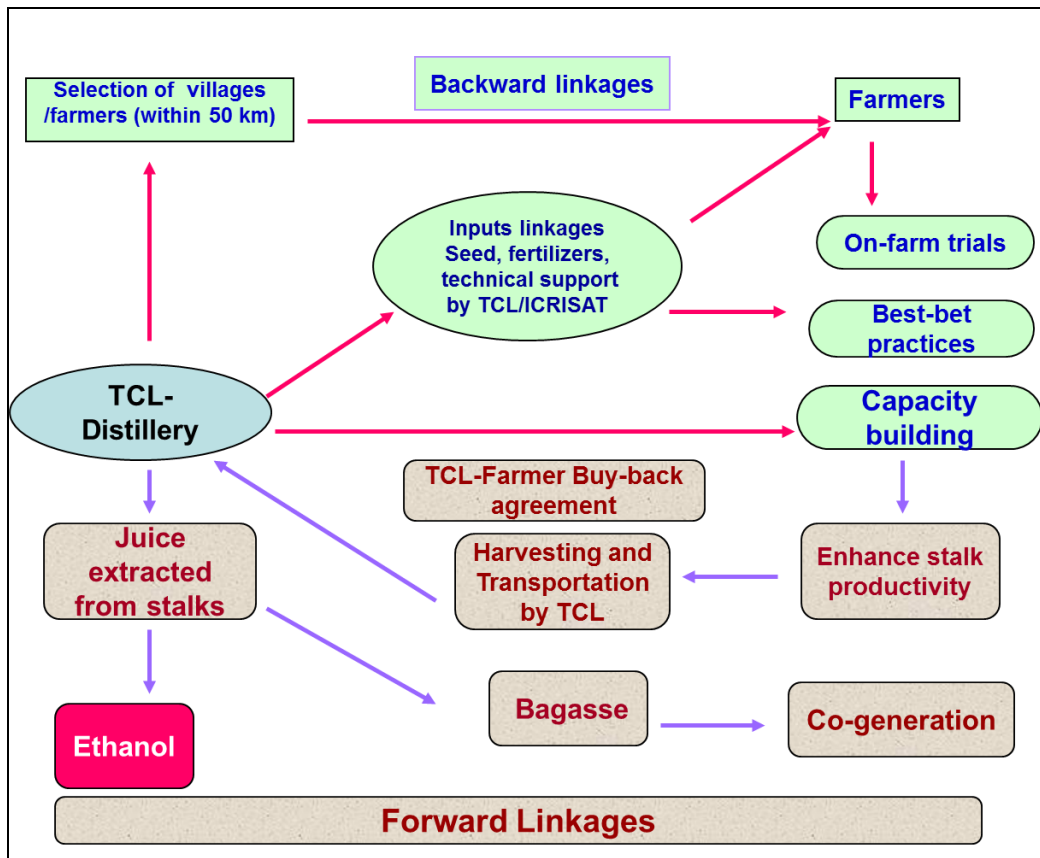 Backward linkages
Selection of villages
/farmers (within 50 km)
Farmers
Inputs linkages
Seed, fertilizers,
technical support
by TCL/ICRISAT
On-farm trials
Best-bet
practices
TCL-
Distillery
Capacity
building
TCL-Farmer Buy-back
agreement
Juice
extracted
from stalks
Harvesting and
Transportation
by TCL
Enhance stalk
productivity
Bagasse
Co-generation
Ethanol
Forward Linkages